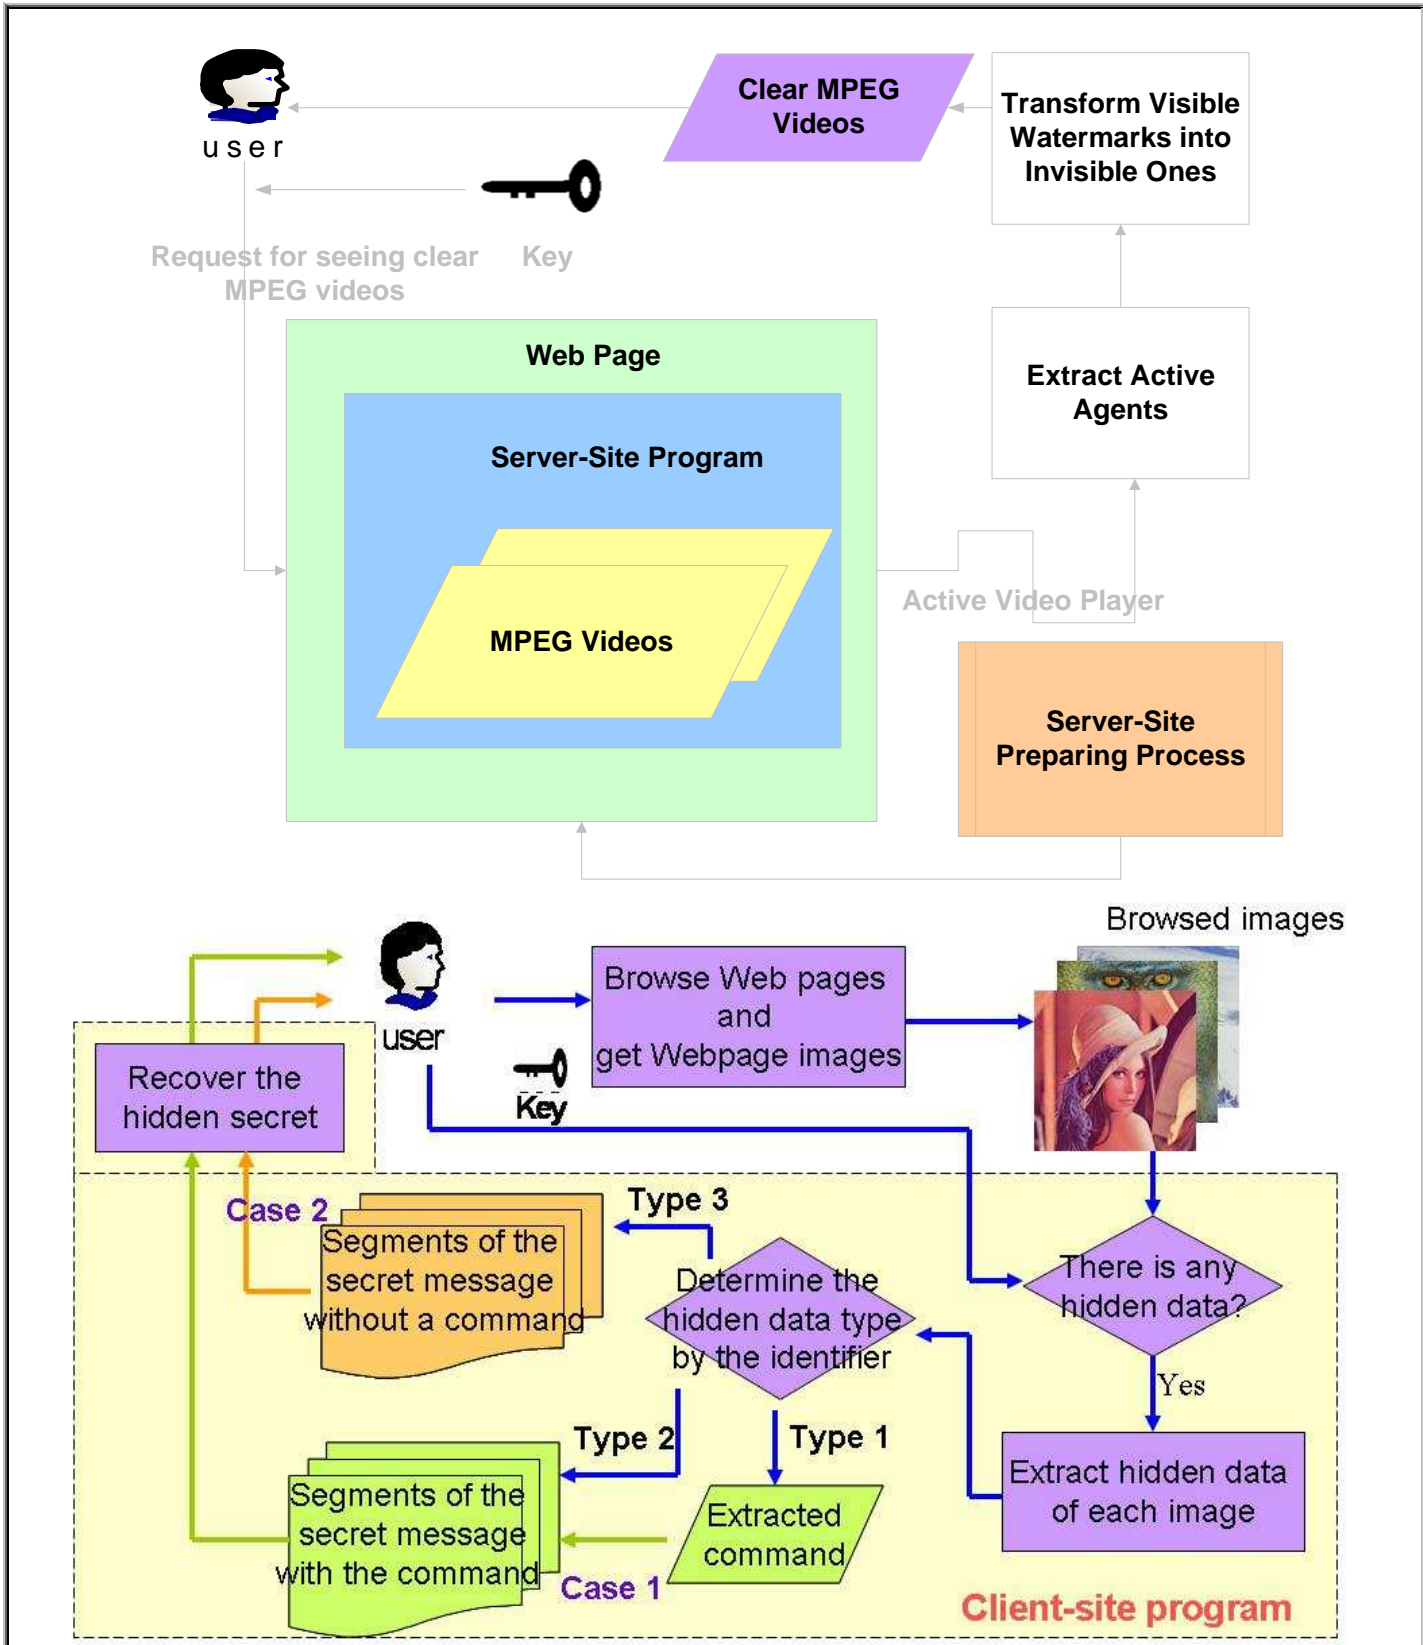 Clear MPEG
Videos
Transform Visible
Watermarks into
Invisible Ones
user
Request for seeing clear
MPEG videos
Key
Web Page
Extract Active
Agents
Server-Site Program
Active Video Player
MPEG Videos
Server-Site
Preparing Process
Browsed images
user
Browse Web pages
and
get Webpage images
Key
Recover the
hidden secret
Case 2
Type 3
Segments of the
secret message
without a command
Determine the
hidden data type
by the identifier
There is any
hidden data?
Yes
Type 2
Type 1
Extract hidden data
of each image
Segments of the
secret message
with the command
Extracted
command
Case 1
Client-site program